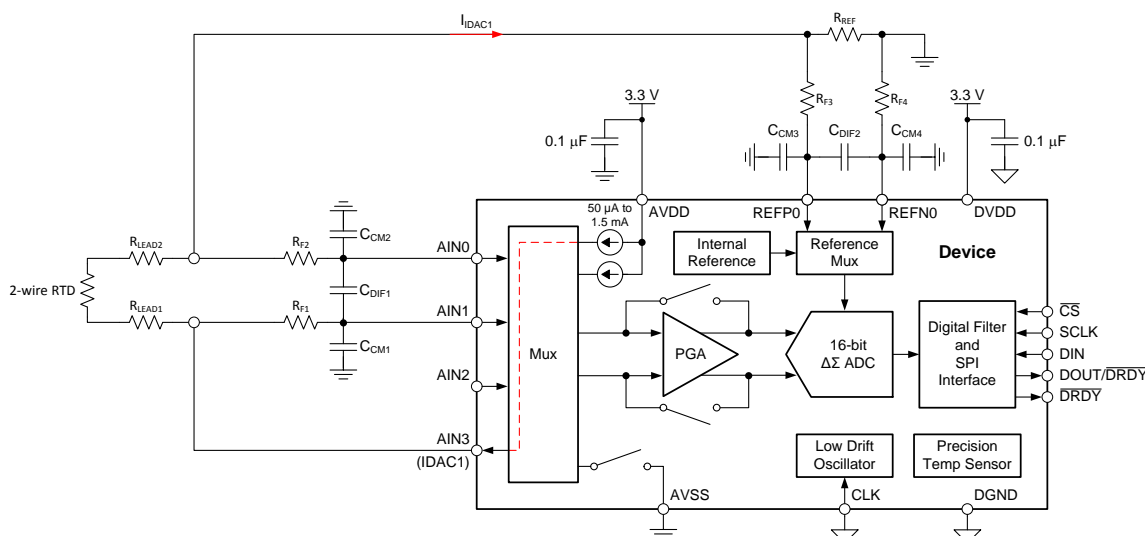 IIDAC1
RREF
3.3 V
RF3
RF4
3.3 V
0.1 μF
CCM3
CDIF2
CCM4
0.1 μF
AVDD
REFP0
REFN0
DVDD
50 μA to
1.5 mA
Internal
Reference
Reference
Mux
Device
RLEAD2
RF2
CCM2
AIN0
2-wire RTD
CDIF1
RLEAD1
RF1
AIN1
CCM1
Mux
PGA
16-bit
ΔΣ ADC
Digital Filter
and
SPI
Interface
CS
SCLK
DIN
DOUT/DRDY
DRDY
AIN2
AIN3
(IDAC1)
Low Drift
Oscillator
Precision
Temp Sensor
AVSS
CLK
DGND